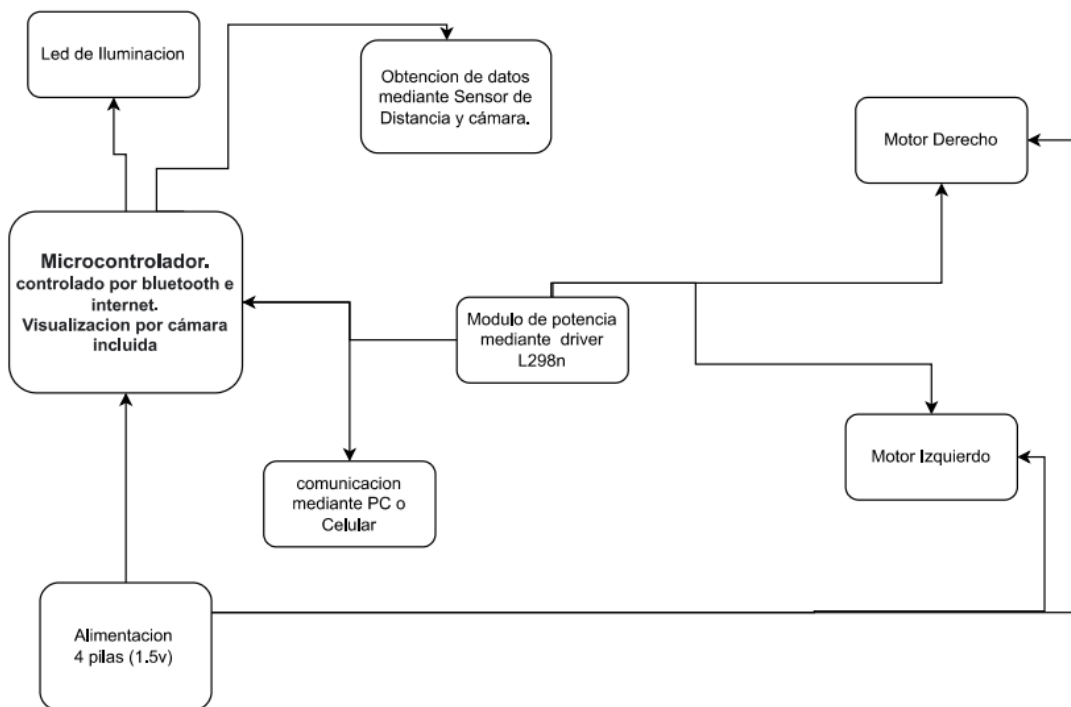 Led de Iluminacion
Obtencion de datos
mediante Sensor de
Distancia y cámara.
Motor Derecho
Microcontrolador.
controlado por bluetooth e
internet.
Visualizacion por cámara
incluida
Modulo de potencia
mediante driver
L298n
Motor Izquierdo
comunicacion
mediante PC o
Celular
Alimentacion
4 pilas (1.5v)